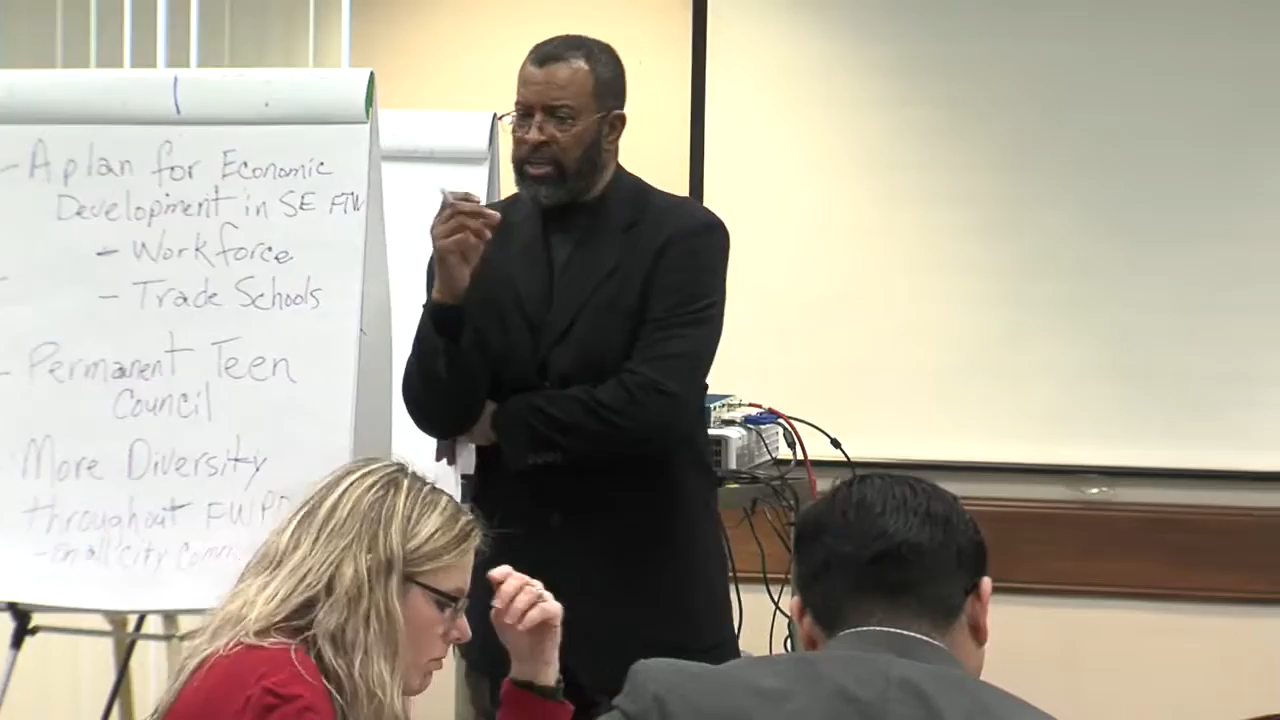 - A plan for Economic
Development in SE FTW
- Workforce
- Trade Schools
- Permanent Teen
Council
More Diversity
throughout FWPD
- all city